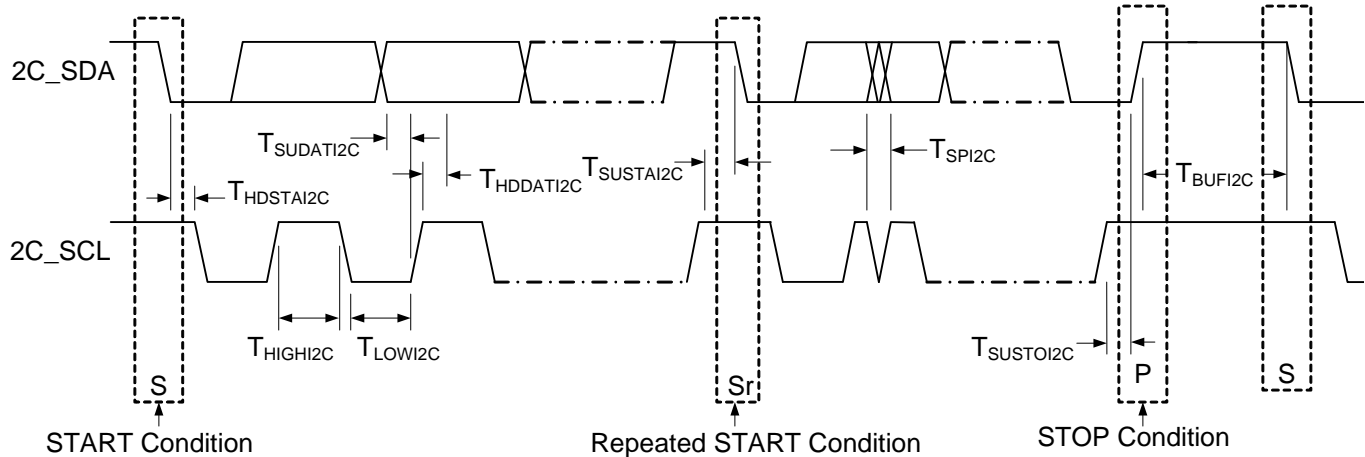 2C_SDA
T_SUDATI2C
T_HDDATI2C
T_SUSTAI2C
T_SPI2C
T_BUFI2C
T_HDSTAI2C
2C_SCL
T_HIGHI2C
T_LOWI2C
T_SUSTOI2C
S
Sr
P
S
START Condition
Repeated START Condition
STOP Condition